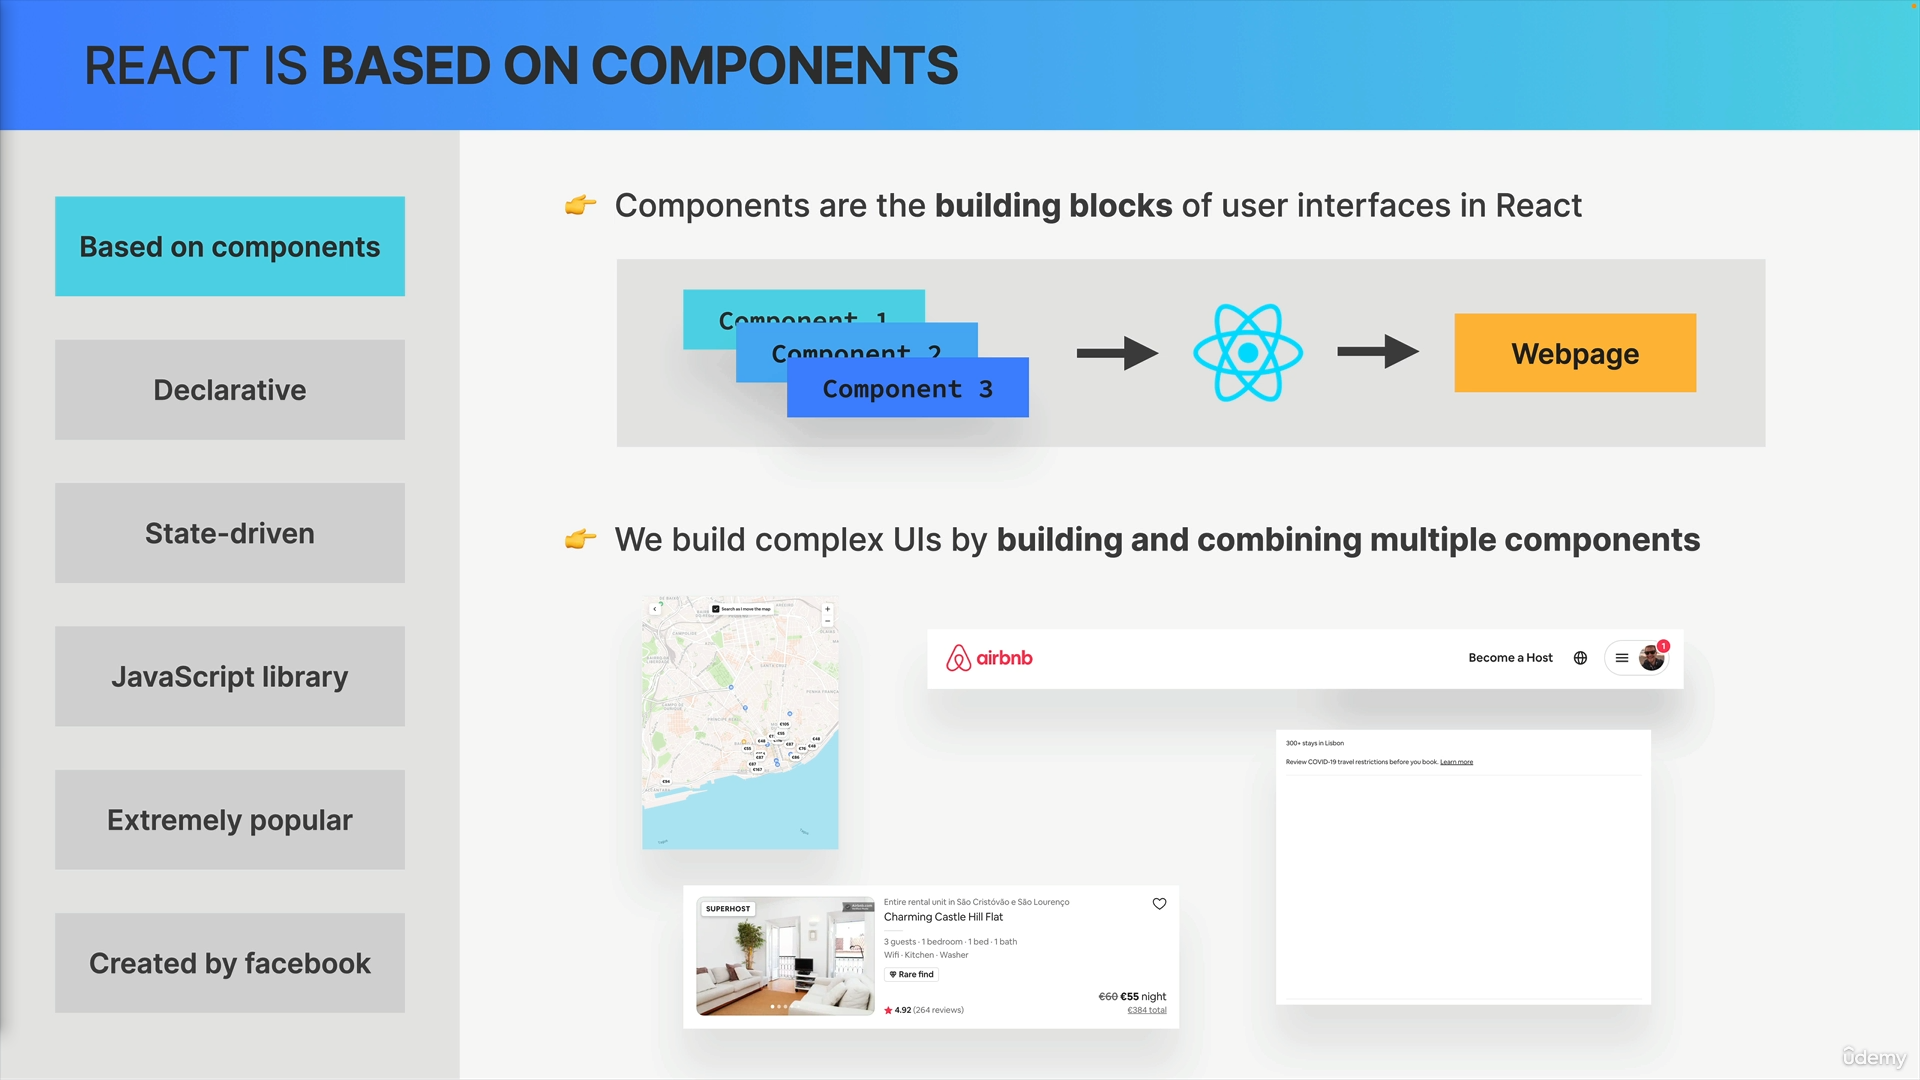 REACT IS BASED ON COMPONENTS
Based on components
Declarative
State-driven
JavaScript library
Extremely popular
Created by facebook
👉 Components are the building blocks of user interfaces in React
Component 1
Component 2
Component 3
Webpage
👉 We build complex UIs by building and combining multiple components
Search as I move the map
airbnb
Become a Host
1
300+ stays in Lisbon
Review COVID-19 travel restrictions before you book. Learn more
SUPERHOST
Entire rental unit in São Cristóvão e São Lourenço
Charming Castle Hill Flat
3 guests · 1 bedroom · 1 bed · 1 bath
Wifi · Kitchen · Washer
Rare find
€60 €55 night
4.92 (264 reviews)
€384 total
ûdemy